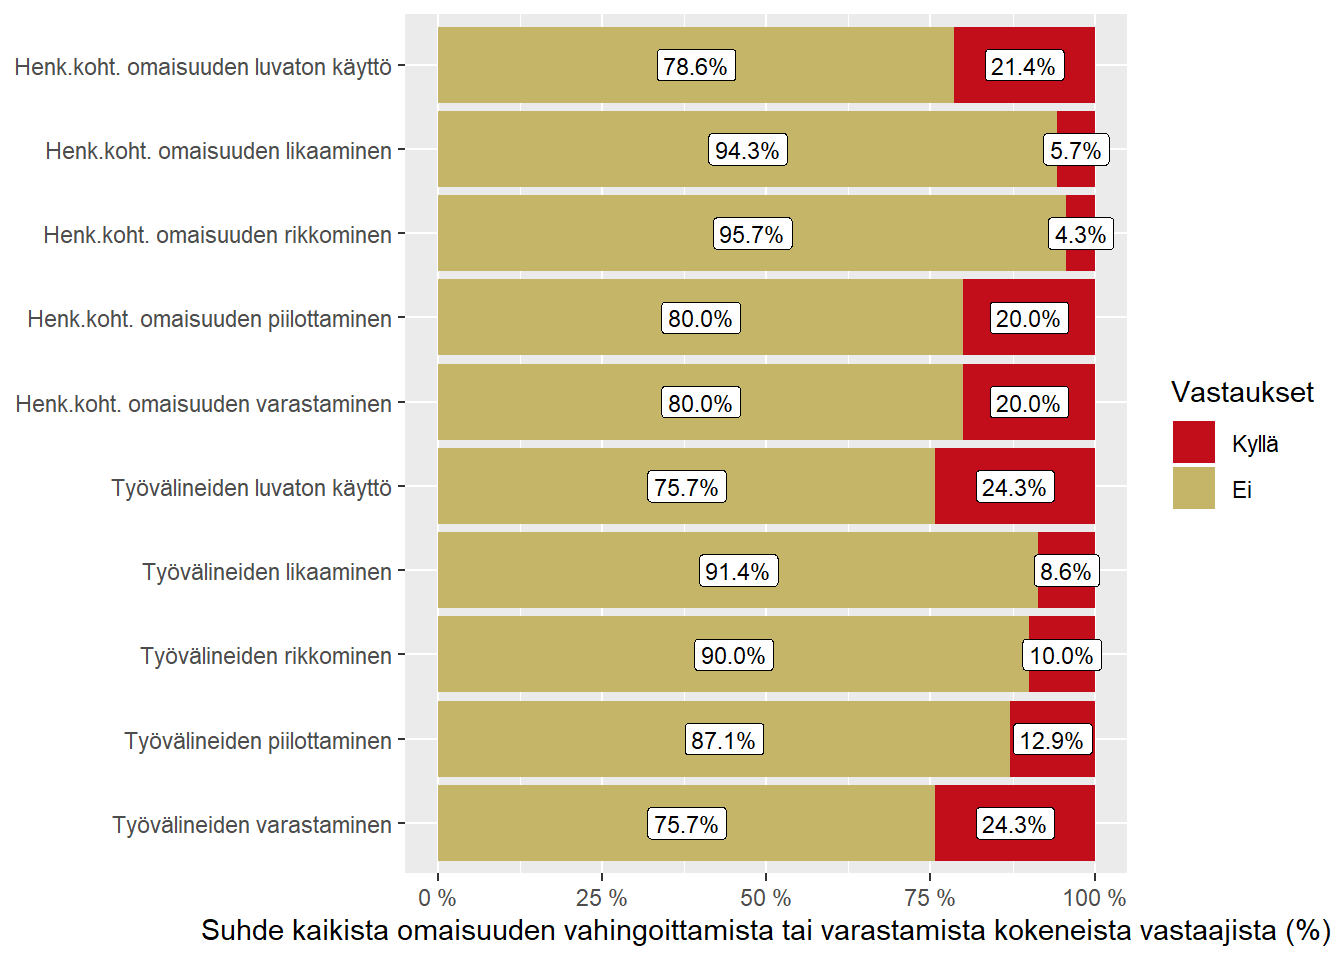 Henk.koht. omaisuuden luvaton käyttö 78.6% 21.4%
Henk.koht. omaisuuden likaaminen 94.3% 5.7%
Henk.koht. omaisuuden rikkominen 95.7% 4.3%
Henk.koht. omaisuuden piilottaminen 80.0% 20.0%
Henk.koht. omaisuuden varastaminen 80.0% 20.0%
Työvälineiden luvaton käyttö 75.7% 24.3%
Työvälineiden likaaminen 91.4% 8.6%
Työvälineiden rikkominen 90.0% 10.0%
Työvälineiden piilottaminen 87.1% 12.9%
Työvälineiden varastaminen 75.7% 24.3%
0 % 25 % 50 % 75 % 100 %
Suhde kaikista omaisuuden vahingoittamista tai varastamista kokeneista vastaajista (%)
Vastaukset
Kyllä
Ei